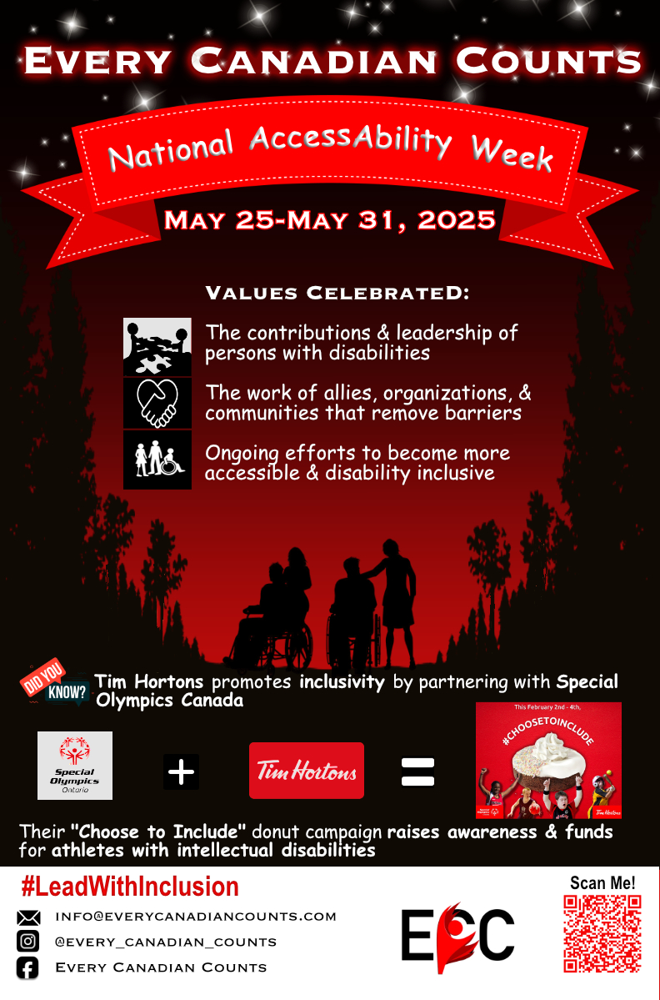 Every Canadian Counts
National AccessAbility Week
May 25-May 31, 2025
Values CelebrateD:
The contributions & leadership of
persons with disabilities
The work of allies, organizations, &
communities that remove barriers
Ongoing efforts to become more
accessible & disability inclusive
DID YOU
KNOW?
Tim Hortons promotes inclusivity by partnering with Special
Olympics Canada
Special
Olympics
Ontario
+
Tim Hortons
=
This February 2nd - 4th,
#CHOOSETOINCLUDE
Tim Hortons
Their "Choose to Include" donut campaign raises awareness & funds
for athletes with intellectual disabilities
#LeadWithInclusion
info@everycanadiancounts.com
@every_canadian_counts
Every Canadian Counts
ECC
Scan Me!